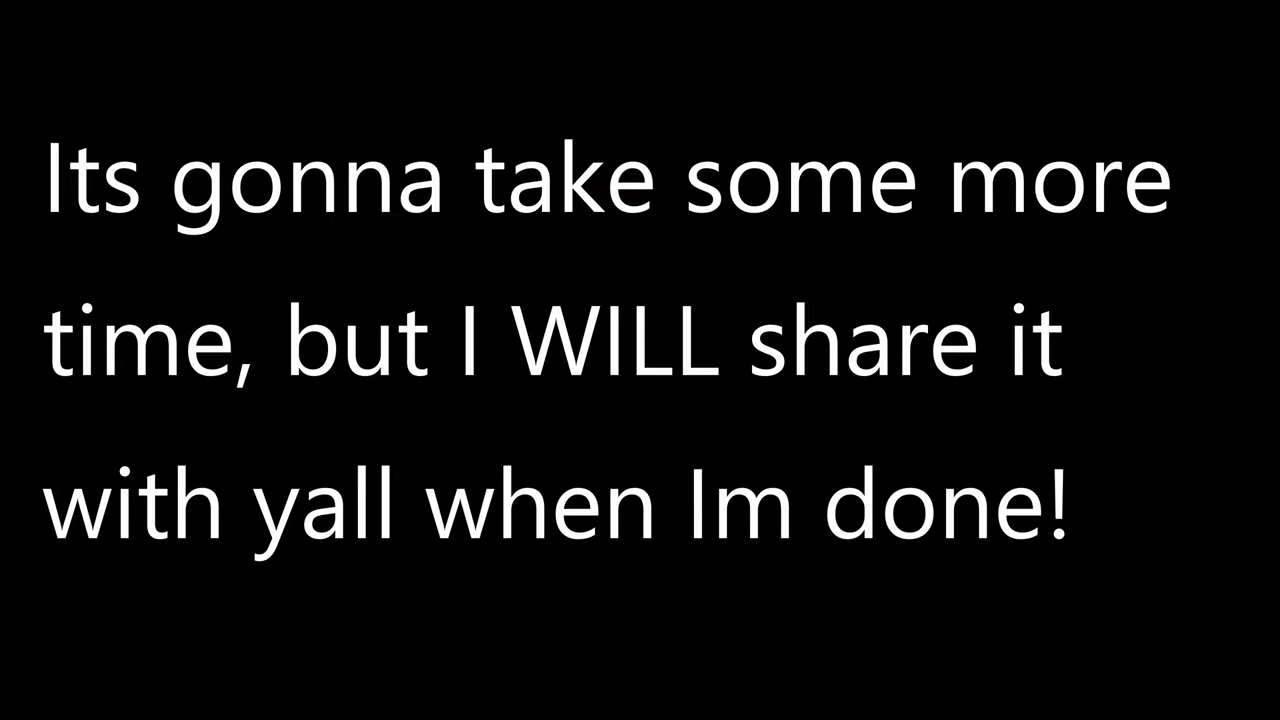 Its gonna take some more
time, but I WILL share it
with yall when Im done!